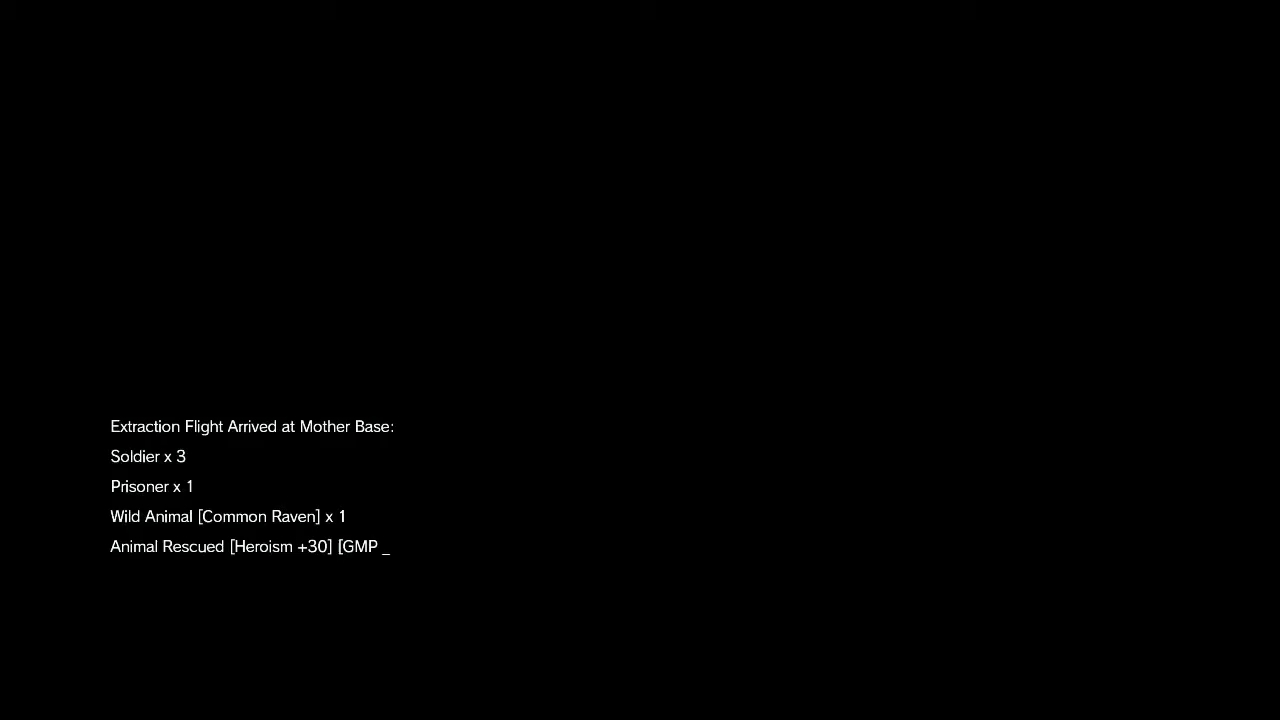 Extraction Flight Arrived at Mother Base:
Soldier x 3
Prisoner x 1
Wild Animal [Common Raven] x 1
Animal Rescued [Heroism +30] [GMP _